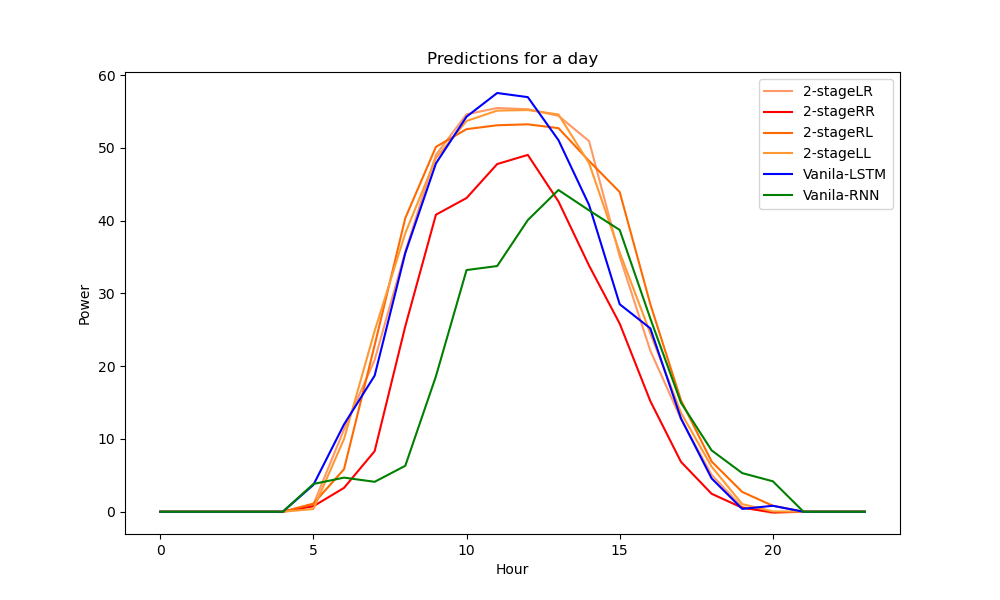 Predictions for a day
60
50
40
30
20
10
0
Power
2-stageLR
2-stageRR
2-stageRL
2-stageLL
Vanila-LSTM
Vanila-RNN
0 5 10 15 20
Hour